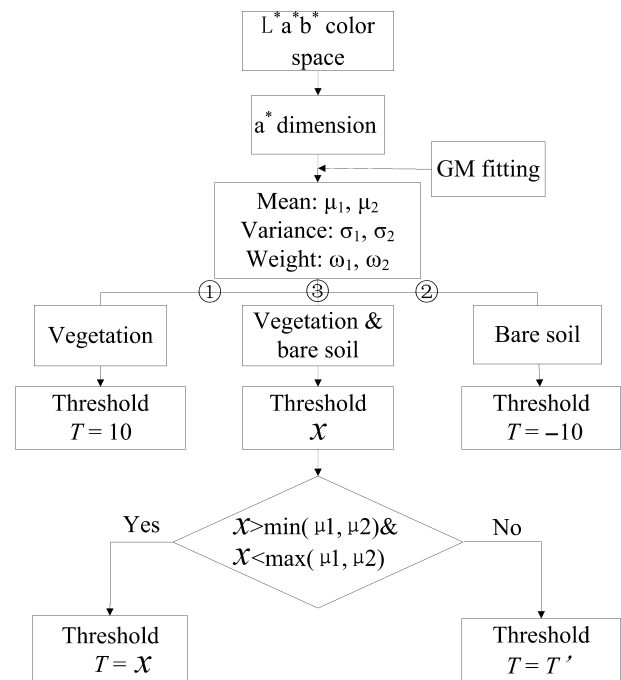 L*a*b* color
space
a* dimension
GM fitting
Mean: μ₁, μ₂
Variance: σ₁, σ₂
Weight: ω₁, ω₂
① ③ ②
Vegetation
Vegetation &
bare soil
Bare soil
Threshold
T = 10
Threshold
x
Threshold
T = −10
x>min( μ1, μ2)&
x<max( μ1, μ2)
Yes
No
Threshold
T = x
Threshold
T = T′